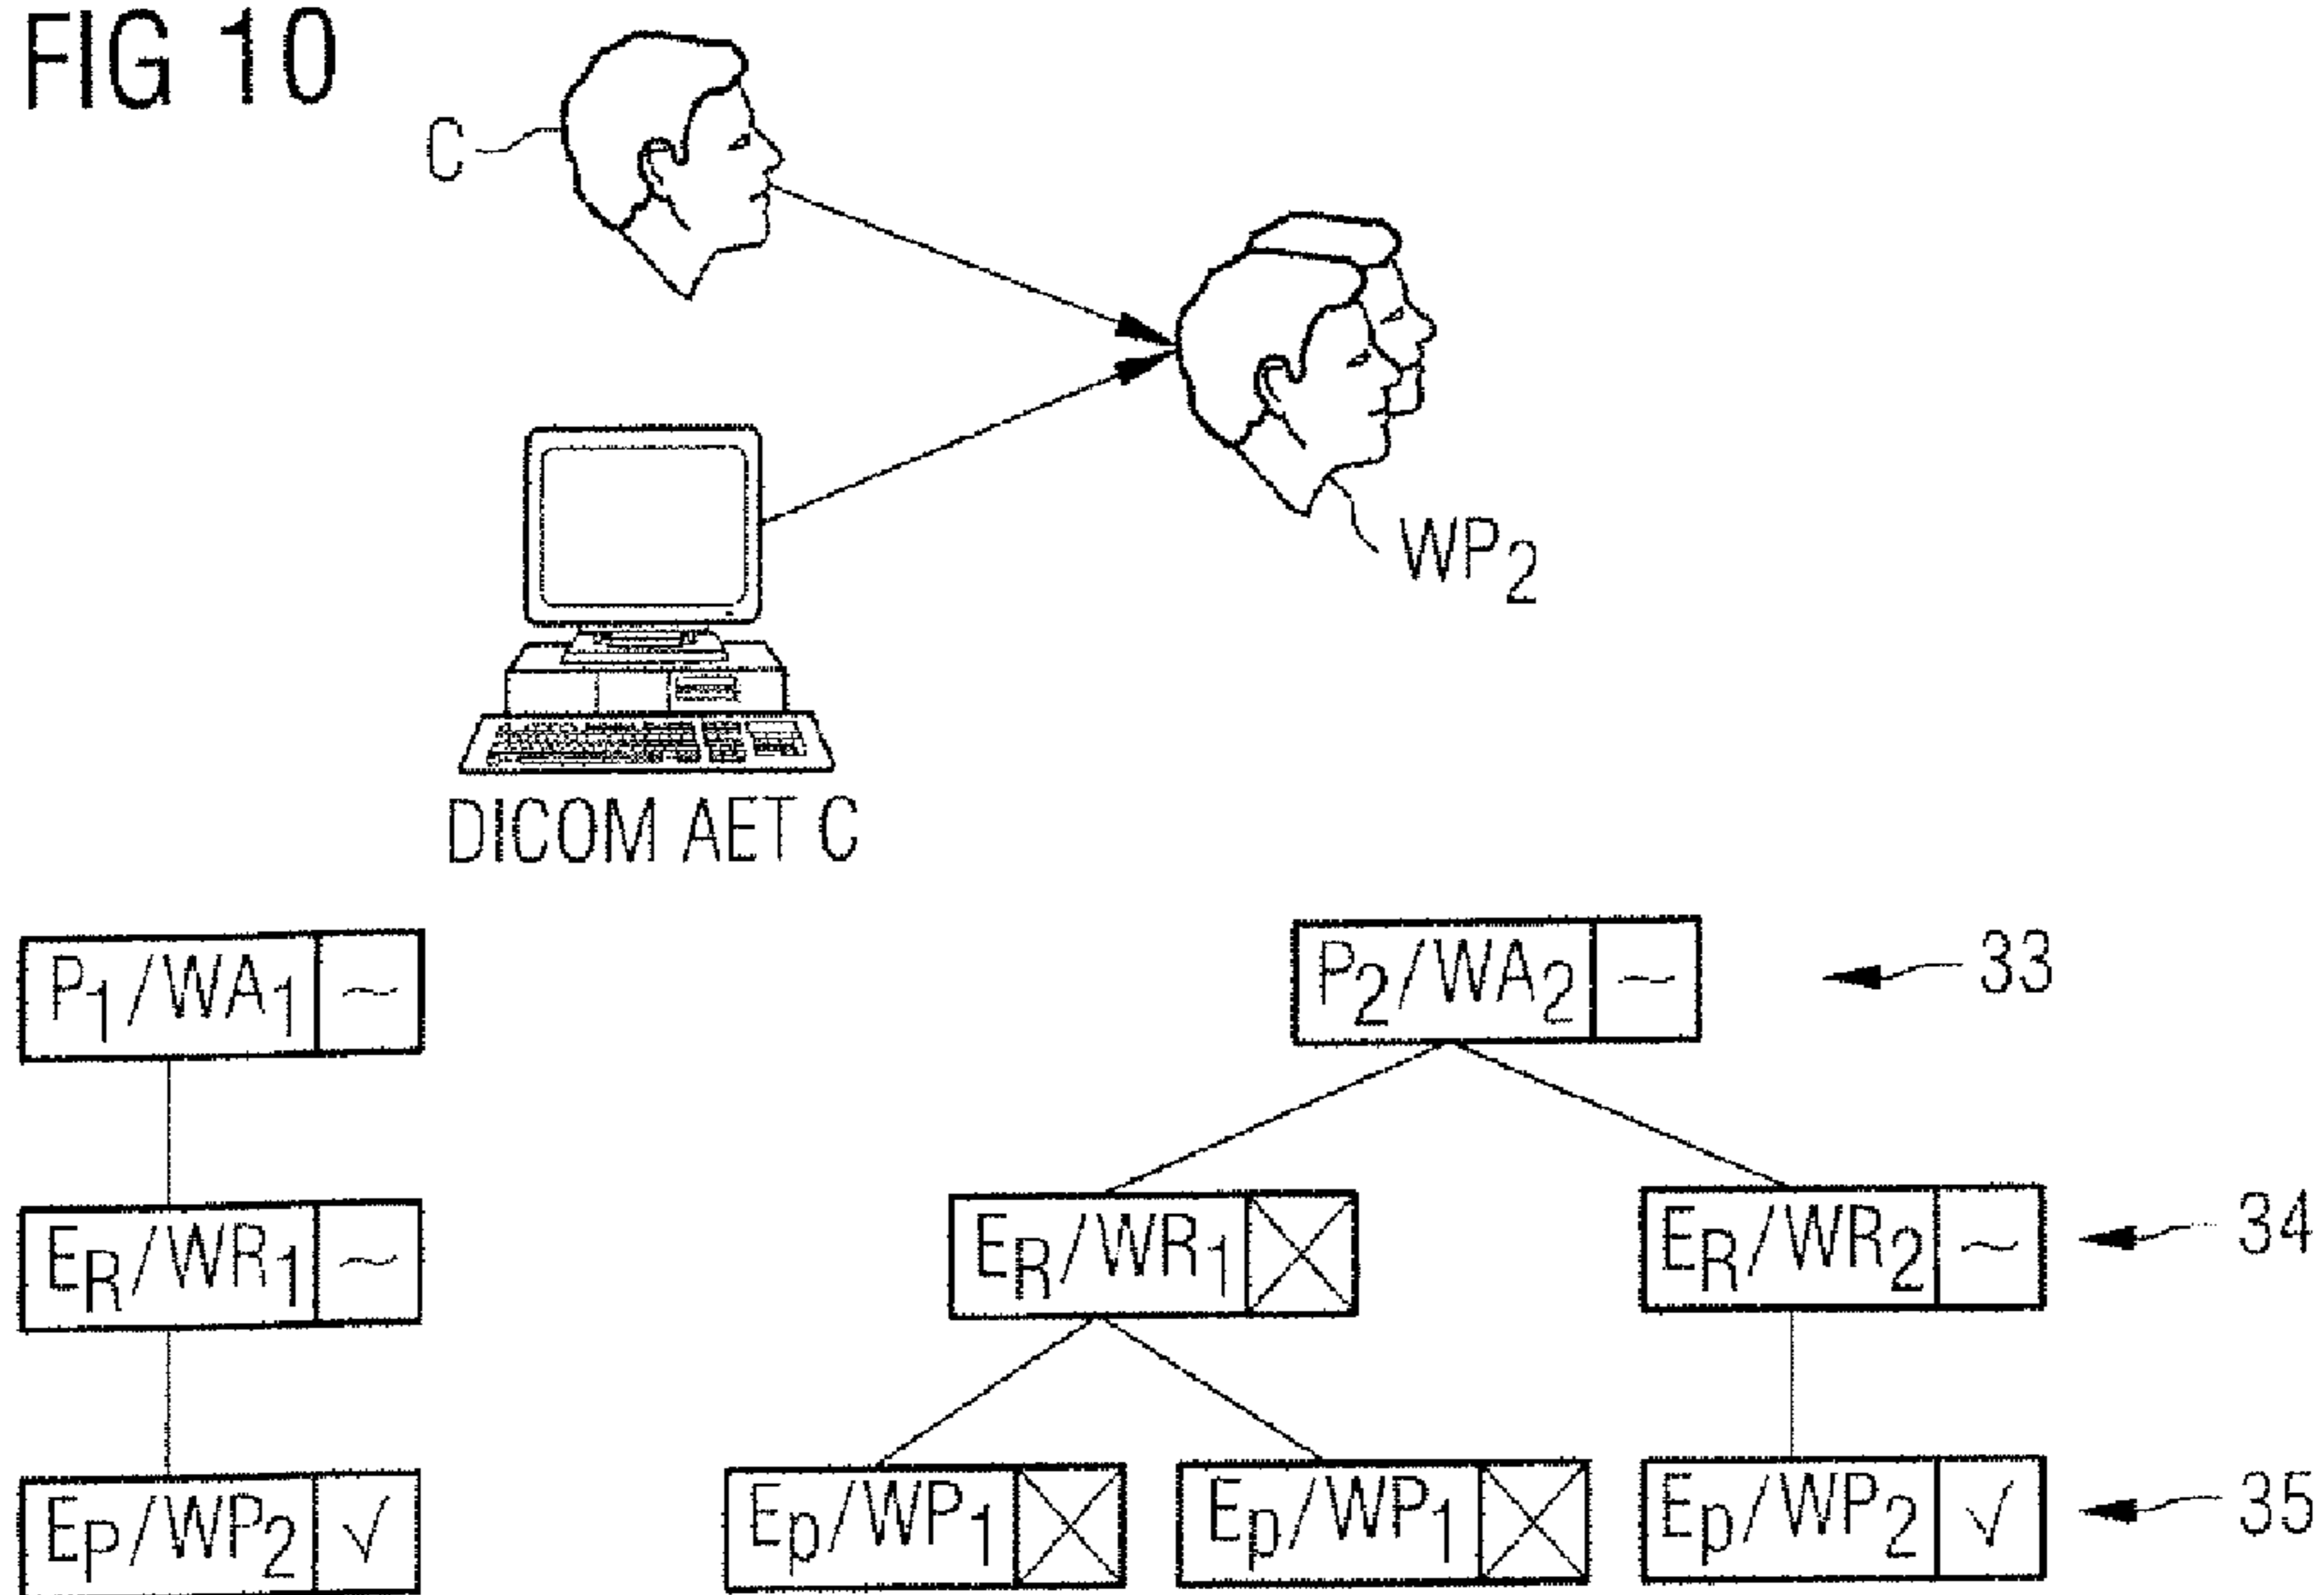 FIG 10
C
WP2
DICOM AET C
P1/WA1 ~
P2/WA2 ~
33
ER/WR1 ~
ER/WR1
ER/WR2 ~
34
EP/WP2 √
Ep/WP1
Ep/WP1
Ep/WP2 √
35